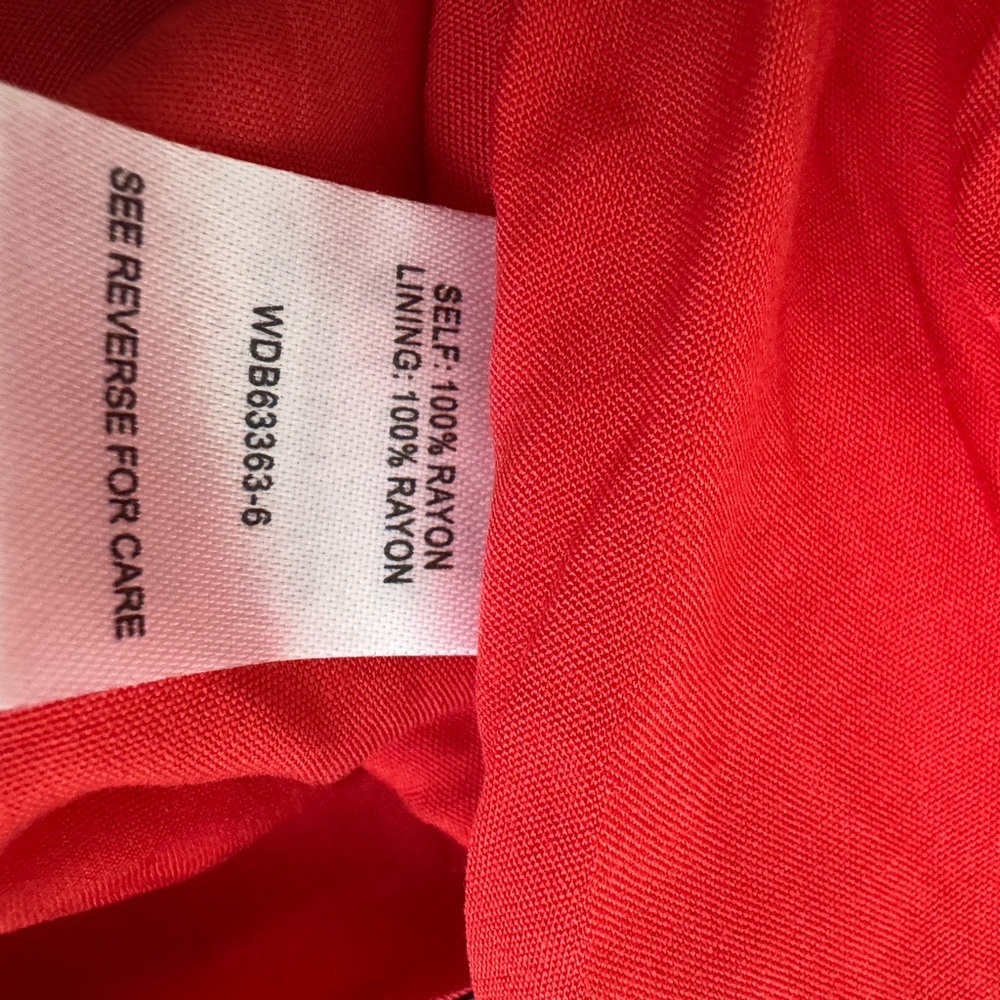 SELF: 100% RAYON
LINING: 100% RAYON
WDB63363-6
SEE REVERSE FOR CARE